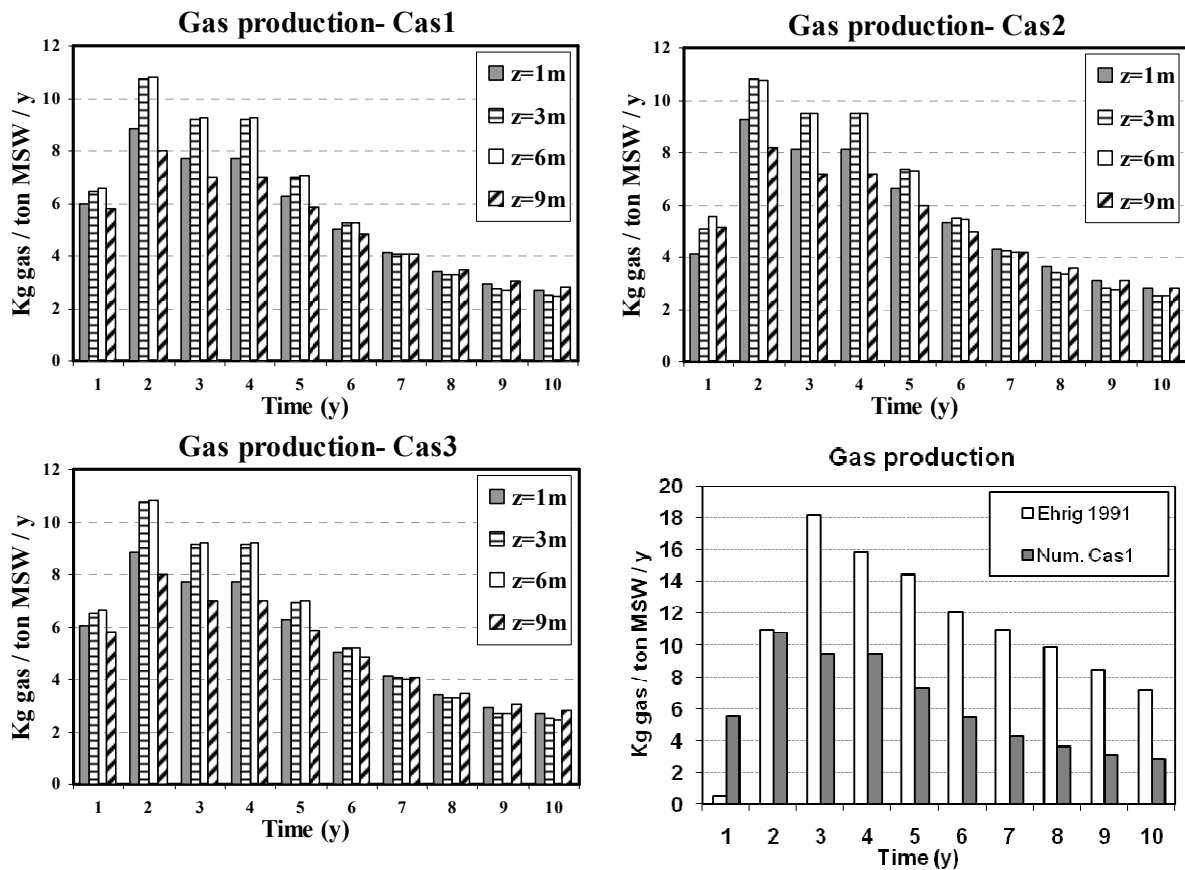 Gas production- Cas1
Kg gas / ton MSW / y
12
10
8
6
4
2
0
z=1m
z=3m
z=6m
z=9m
1 2 3 4 5 6 7 8 9 10
Time (y)
Gas production- Cas2
Kg gas / ton MSW / y
12
10
8
6
4
2
0
z=1m
z=3m
z=6m
z=9m
1 2 3 4 5 6 7 8 9 10
Time (y)
Gas production- Cas3
Kg gas / ton MSW / y
12
10
8
6
4
2
0
z=1m
z=3m
z=6m
z=9m
1 2 3 4 5 6 7 8 9 10
Time (y)
Gas production
Kg gas / ton MSW / y
20
18
16
14
12
10
8
6
4
2
0
Ehrig 1991
Num. Cas1
1 2 3 4 5 6 7 8 9 10
Time (y)